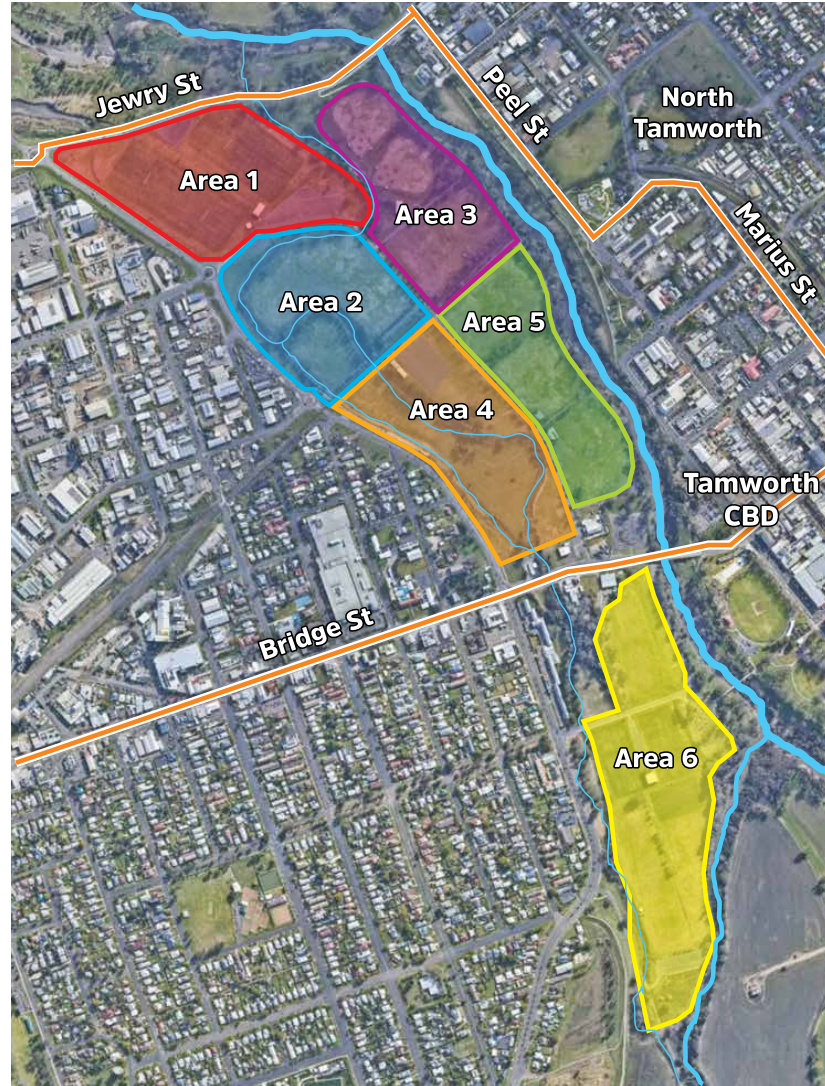 Jewry St
Peel St
North
Tamworth
Area 1
Area 3
Marius St
Area 2
Area 5
Area 4
Tamworth
CBD
Bridge St
Area 6